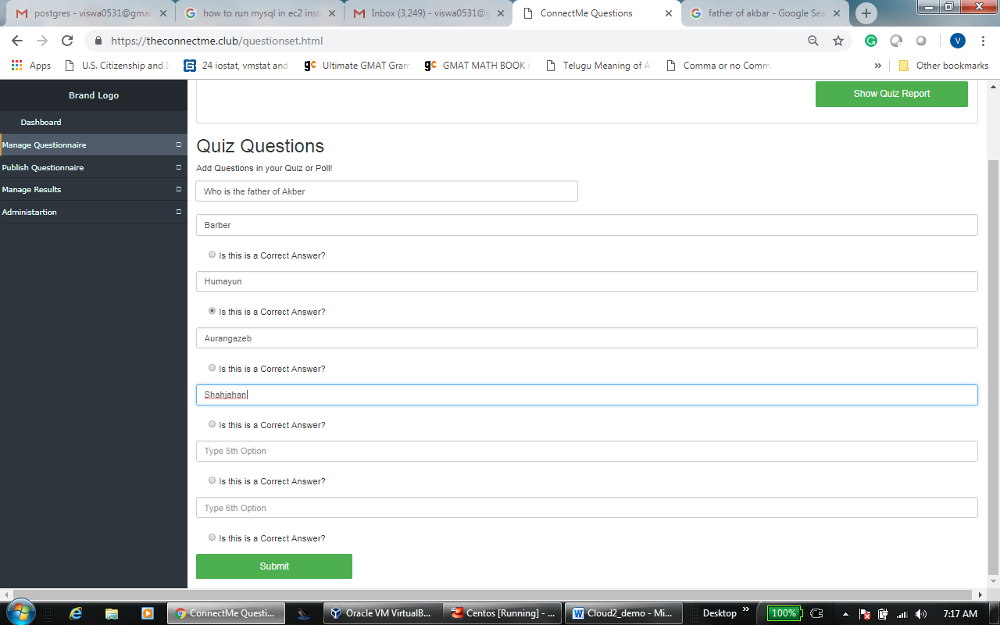 postgres - viswa0531@gmai
how to run mysql in ec2 inst
Inbox (3,249) - viswa0531@g
ConnectMe Questions
father of akbar - Google Sea
https://theconnectme.club/questionset.html
V
Apps
U.S. Citizenship and I
24 iostat, vmstat and
Ultimate GMAT Gram
GMAT MATH BOOK i
Telugu Meaning of A
Comma or no Comm
»
Other bookmarks
Brand Logo
Dashboard
Manage Questionnaire
Publish Questionnaire
Manage Results
Administartion
Show Quiz Report
Quiz Questions
Add Questions in your Quiz or Poll!
Who is the father of Akber
Barber
Is this is a Correct Answer?
Humayun
Is this is a Correct Answer?
Aurangazeb
Is this is a Correct Answer?
Shahjahan
Is this is a Correct Answer?
Type 5th Option
Is this is a Correct Answer?
Type 6th Option
Is this is a Correct Answer?
Submit
ConnectMe Questi...
Oracle VM VirtualB...
Centos [Running] - ...
Cloud2_demo - Mi...
Desktop
»
100%
7:17 AM